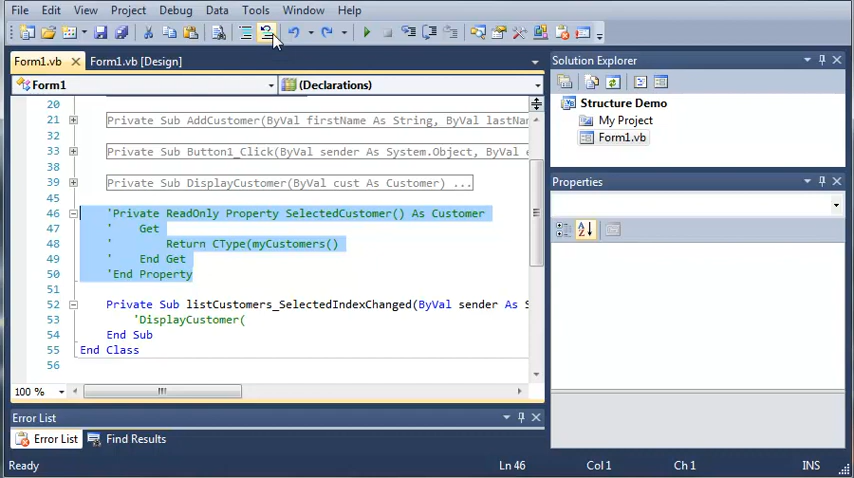 File Edit View Project Debug Data Tools Window Help
Form1.vb Form1.vb [Design]
Form1 (Declarations)
20
21 Private Sub AddCustomer(ByVal firstName As String, ByVal lastNa
32
33 Private Sub Button1_Click(ByVal sender As System.Object, ByVal e
38
39 Private Sub DisplayCustomer(ByVal cust As Customer) ...
45
46 'Private ReadOnly Property SelectedCustomer() As Customer
47 ' Get
48 ' Return CType(myCustomers()
49 ' End Get
50 'End Property
51
52 Private Sub listCustomers_SelectedIndexChanged(ByVal sender As S
53 'DisplayCustomer(
54 End Sub
55 End Class
56
100 %
Solution Explorer
Structure Demo
My Project
Form1.vb
Properties
Error List
Error List Find Results
Ready Ln 46 Col 1 Ch 1 INS